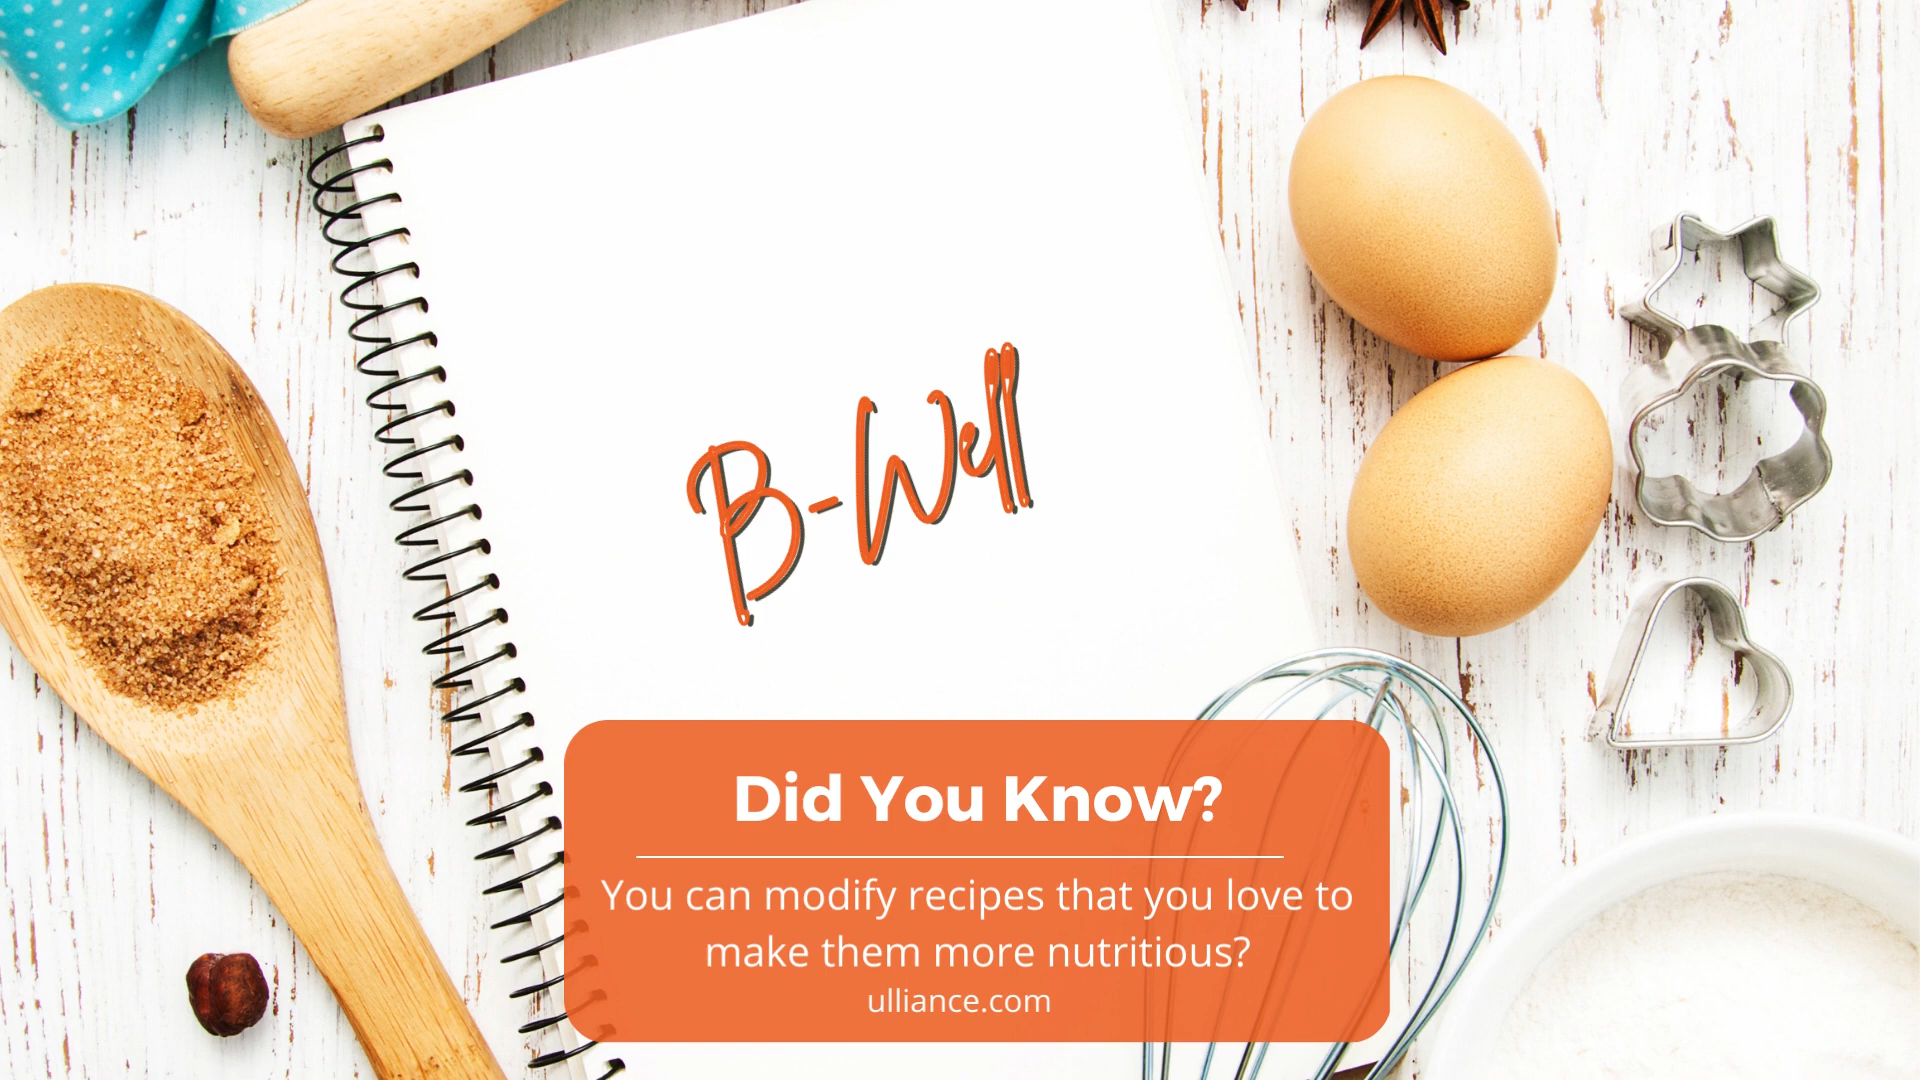 B-Well
Did You Know?
You can modify recipes that you love to
make them more nutritious?
ulliance.com